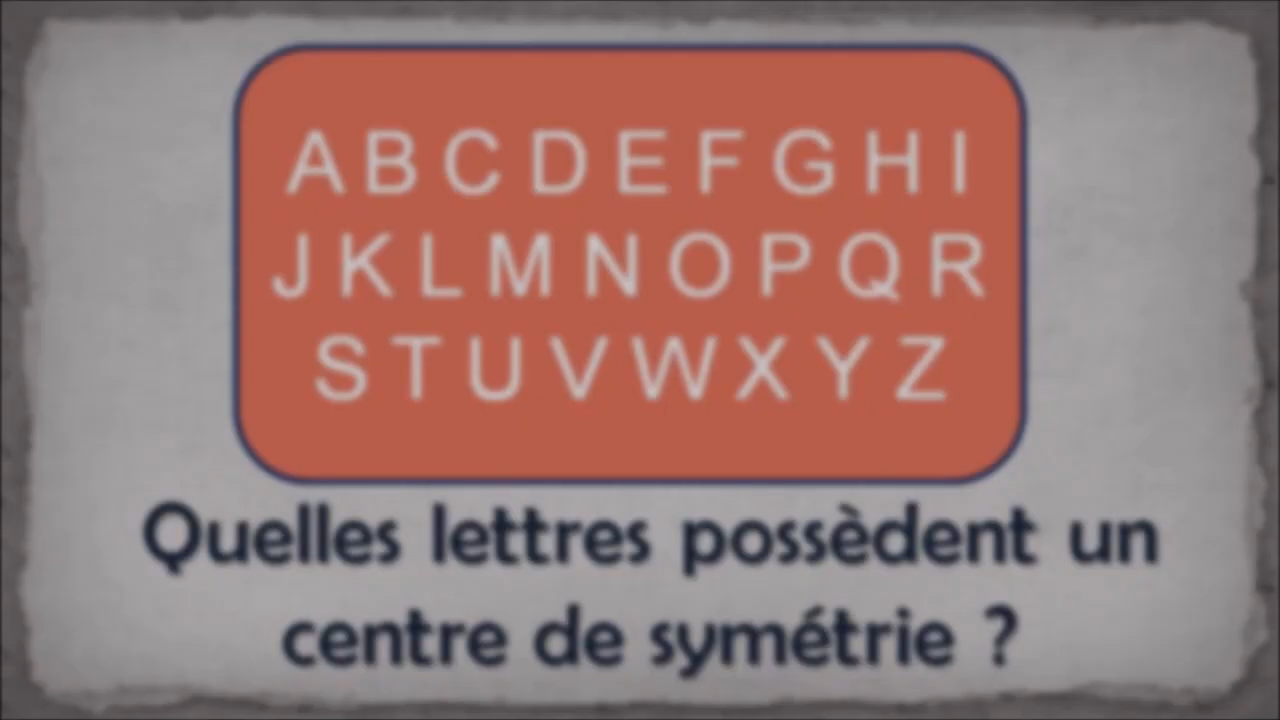 A B C D E F G H I
J K L M N O P Q R
S T U V W X Y Z
Quelles lettres possèdent un
centre de symétrie ?